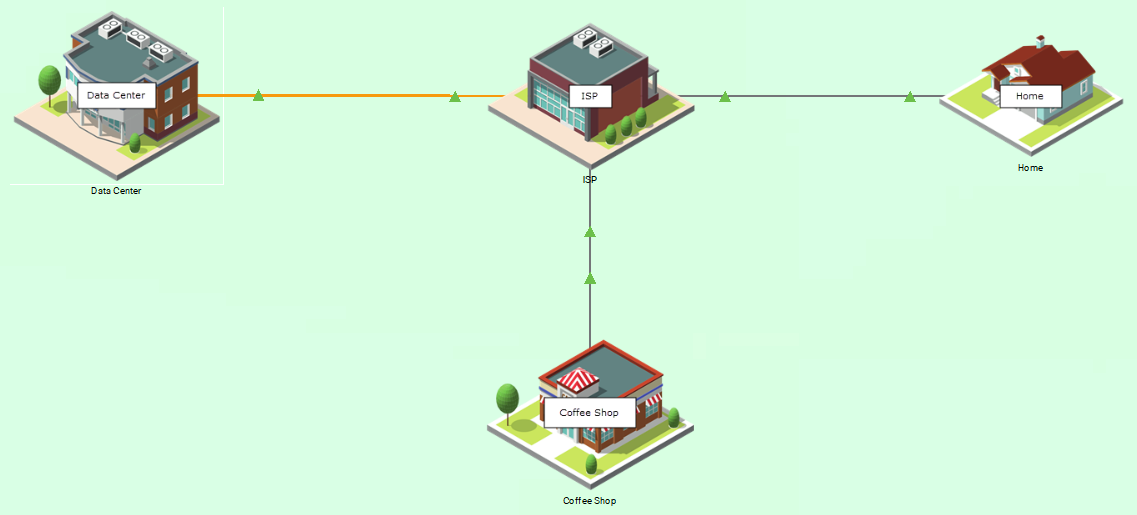 Data Center
ISP
Home
Data Center
ISP
Home
Coffee Shop
Coffee Shop